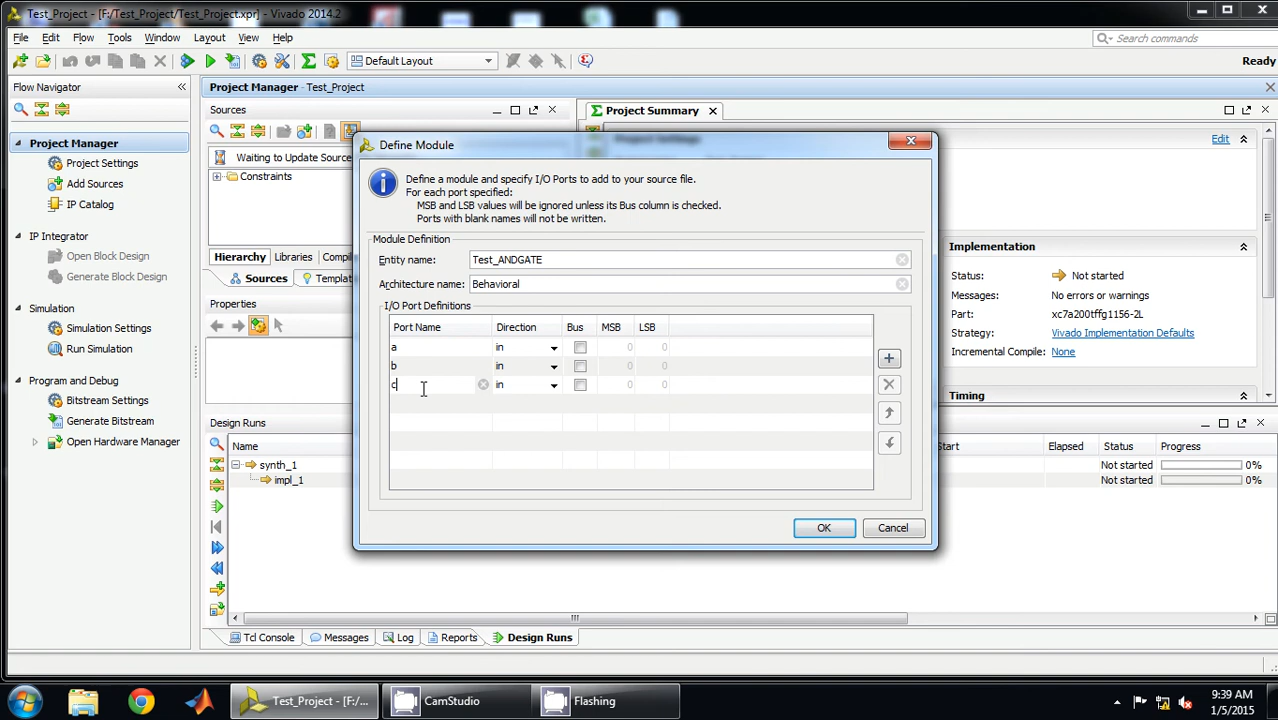 Test_Project - [F:/Test_Project/Test_Project.xpr] - Vivado 2014.2
File Edit Flow Tools Window Layout View Help
Search commands
Default Layout
Ready
Flow Navigator
Project Manager - Test_Project
Project Manager
Project Settings
Add Sources
IP Catalog
IP Integrator
Open Block Design
Generate Block Design
Simulation
Simulation Settings
Run Simulation
Program and Debug
Bitstream Settings
Generate Bitstream
Open Hardware Manager
Sources
Waiting to Update Source
Constraints
Hierarchy Libraries Compi
Sources Templa
Properties
Project Summary
Project Settings
Edit
Define Module
Define a module and specify I/O Ports to add to your source file.
For each port specified:
MSB and LSB values will be ignored unless its Bus column is checked.
Ports with blank names will not be written.
Module Definition
Entity name: Test_ANDGATE
Architecture name: Behavioral
I/O Port Definitions
Port Name Direction Bus MSB LSB
a in 0 0
b in 0 0
c in 0 0
OK Cancel
Implementation
Status: Not started
Messages: No errors or warnings
Part: xc7a200tffg1156-2L
Strategy: Vivado Implementation Defaults
Incremental Compile: None
Timing
Design Runs
Name Start Elapsed Status Progress
synth_1 Not started 0%
impl_1 Not started 0%
Tcl Console Messages Log Reports Design Runs
Test_Project - [F:/... CamStudio Flashing
9:39 AM
1/5/2015